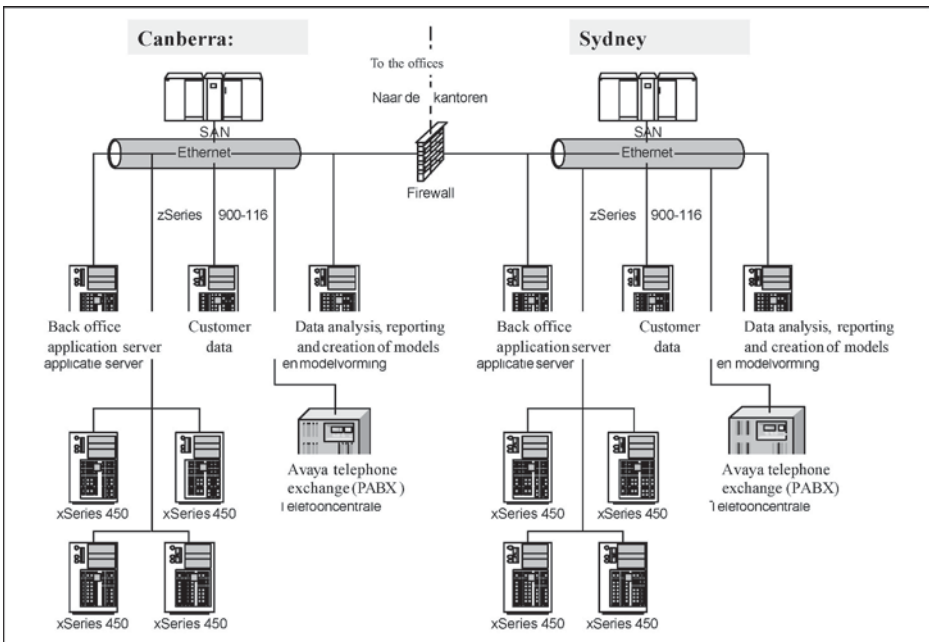 Canberra:
Sydney
To the offices
Naar de kantoren
SAN
Ethernet
Firewall
SAN
Ethernet
zSeries 900-116
zSeries 900-116
Back office
application server
applicatie server
Customer
data
Data analysis, reporting
and creation of models
en modelvorming
Back office
application server
applicatie server
Customer
data
Data analysis, reporting
and creation of models
en modelvorming
Avaya telephone
exchange (PABX )
Telefooncentrale
Avaya telephone
exchange (PABX)
Telefooncentrale
xSeries 450
xSeries 450
xSeries 450
xSeries 450
xSeries 450
xSeries 450
xSeries 450
xSeries 450